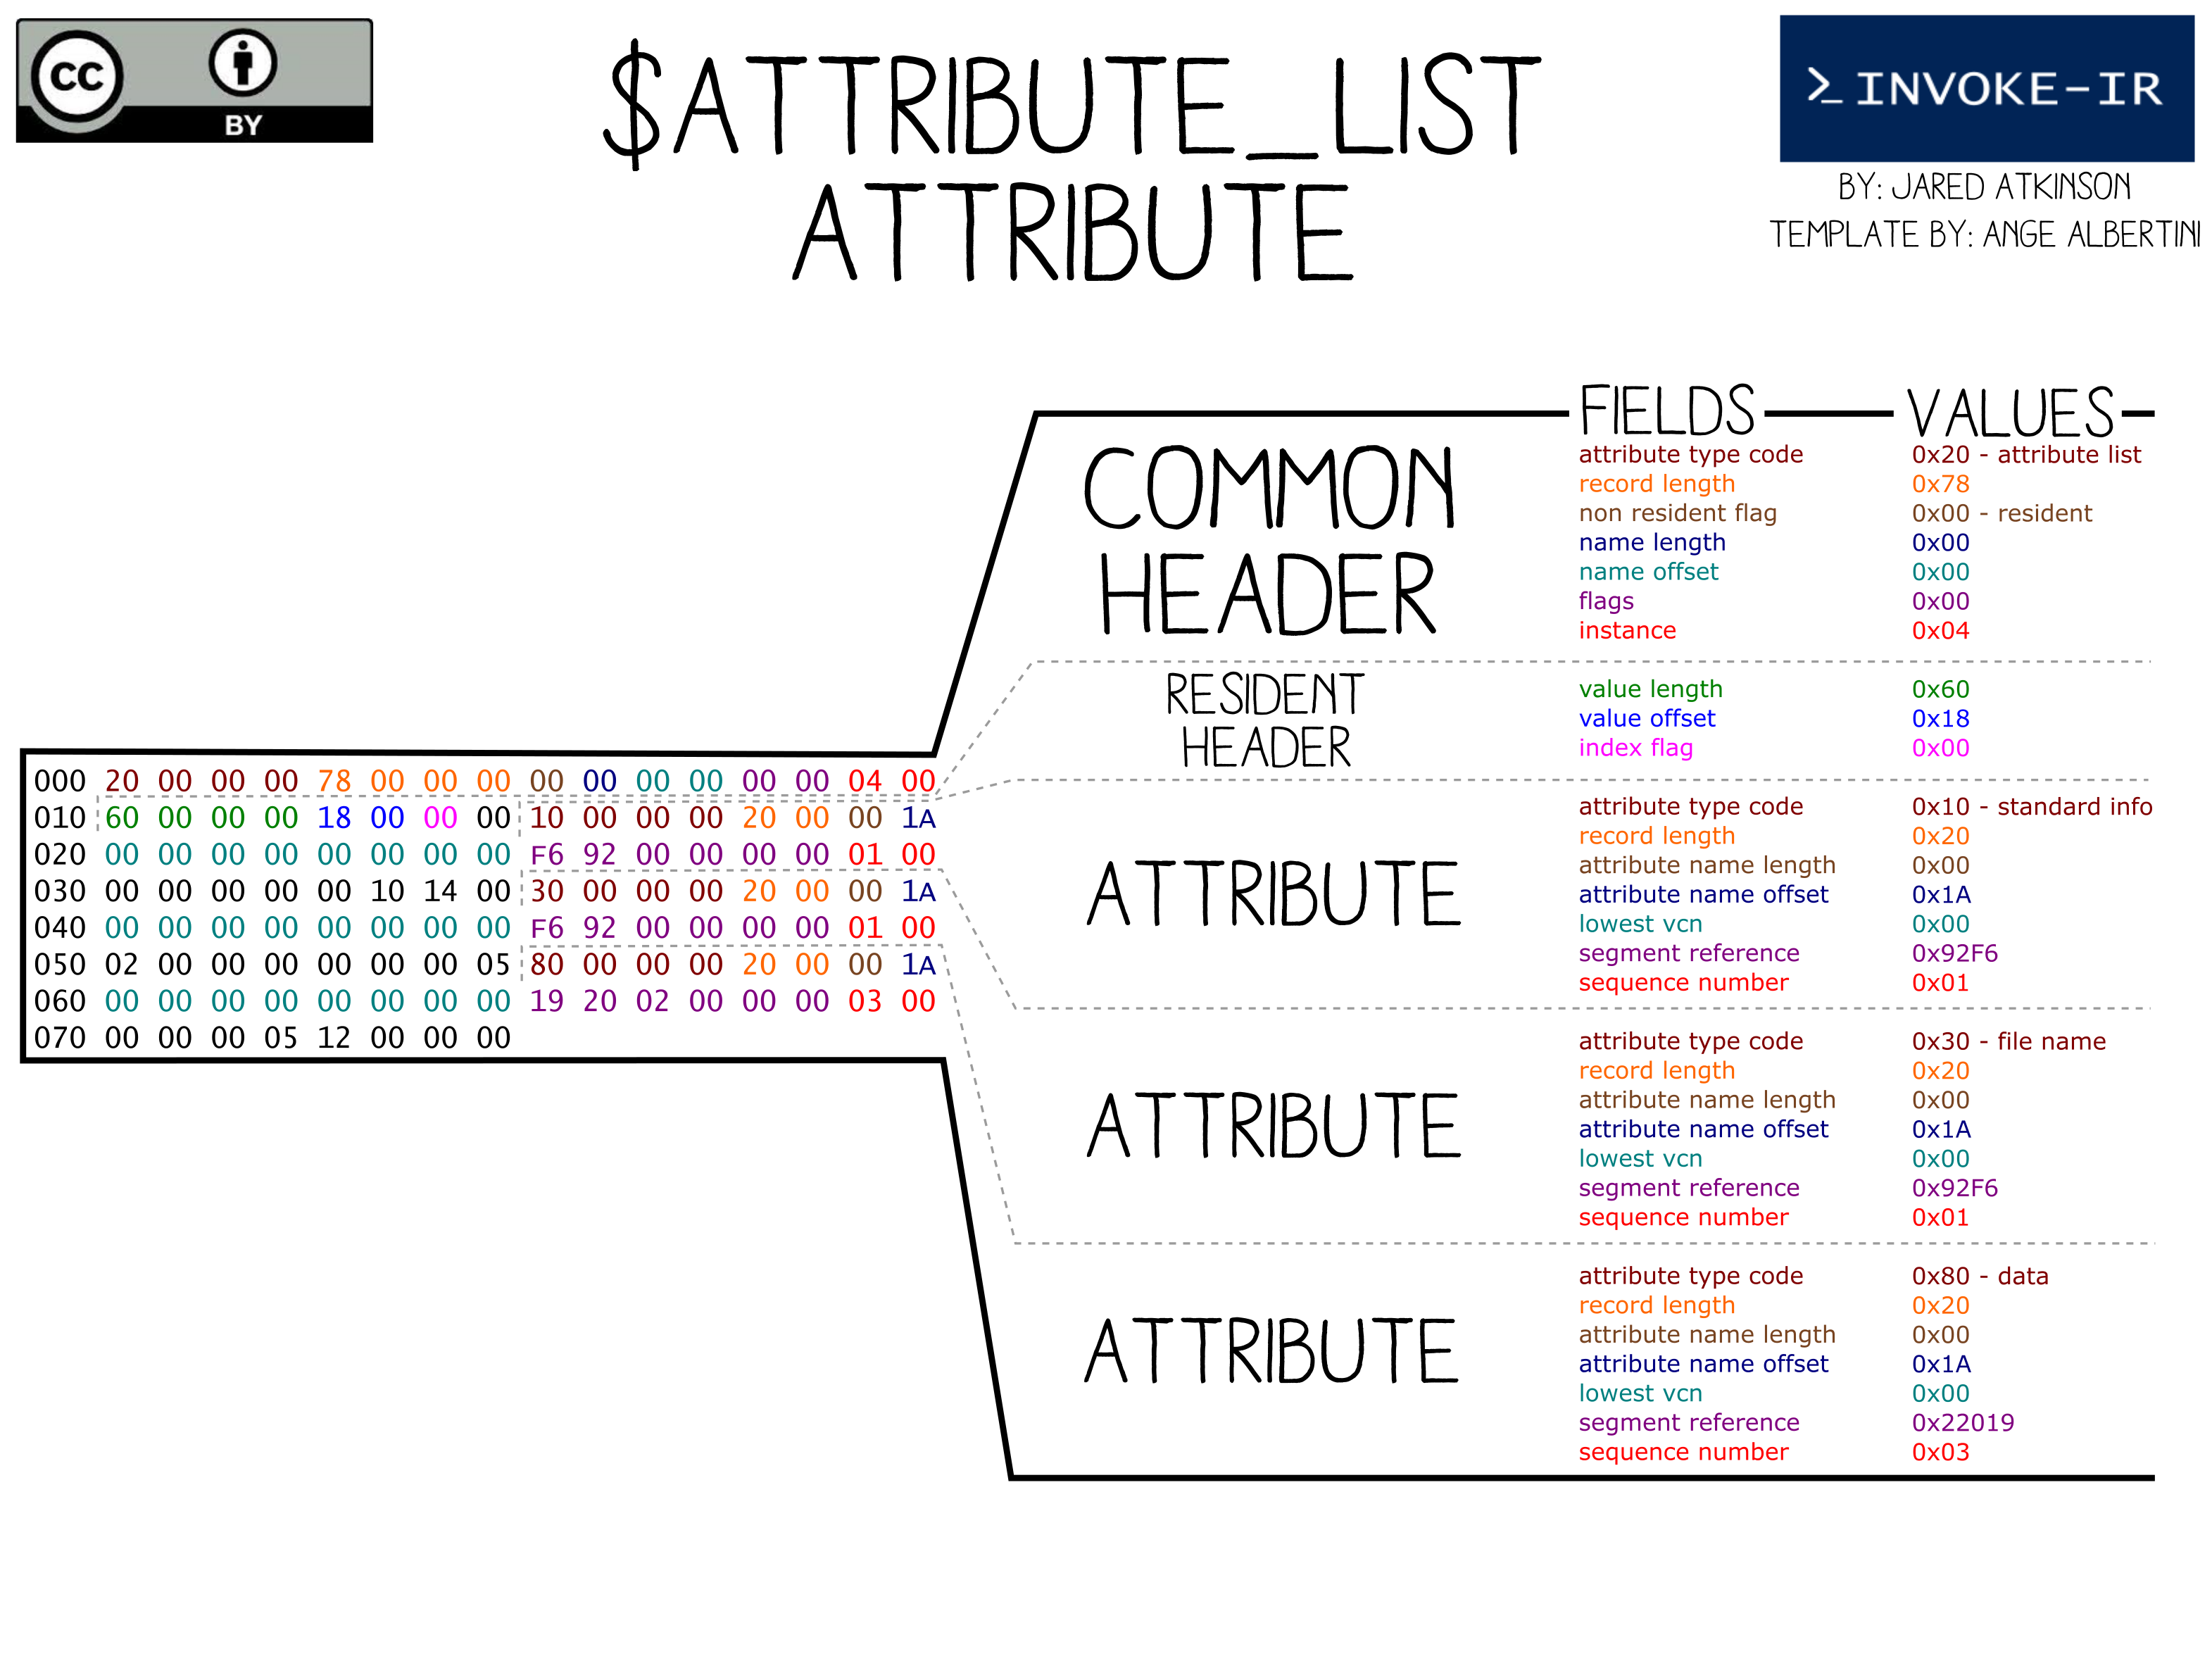 CC
BY
$ATTRIBUTE_LIST
ATTRIBUTE
>_ INVOKE-IR
BY: JARED ATKINSON
TEMPLATE BY: ANGE ALBERTINI
000 20 00 00 00 78 00 00 00 00 00 00 00 00 00 04 00
010 60 00 00 00 18 00 00 00 10 00 00 00 20 00 00 1A
020 00 00 00 00 00 00 00 00 F6 92 00 00 00 00 01 00
030 00 00 00 00 00 10 14 00 30 00 00 00 20 00 00 1A
040 00 00 00 00 00 00 00 00 F6 92 00 00 00 00 01 00
050 02 00 00 00 00 00 00 05 80 00 00 00 20 00 00 1A
060 00 00 00 00 00 00 00 00 19 20 02 00 00 00 03 00
070 00 00 00 05 12 00 00 00
FIELDS VALUES
COMMON
HEADER
attribute type code 0x20 - attribute list
record length 0x78
non resident flag 0x00 - resident
name length 0x00
name offset 0x00
flags 0x00
instance 0x04
RESIDENT
HEADER
value length 0x60
value offset 0x18
index flag 0x00
ATTRIBUTE
attribute type code 0x10 - standard info
record length 0x20
attribute name length 0x00
attribute name offset 0x1A
lowest vcn 0x00
segment reference 0x92F6
sequence number 0x01
ATTRIBUTE
attribute type code 0x30 - file name
record length 0x20
attribute name length 0x00
attribute name offset 0x1A
lowest vcn 0x00
segment reference 0x92F6
sequence number 0x01
ATTRIBUTE
attribute type code 0x80 - data
record length 0x20
attribute name length 0x00
attribute name offset 0x1A
lowest vcn 0x00
segment reference 0x22019
sequence number 0x03